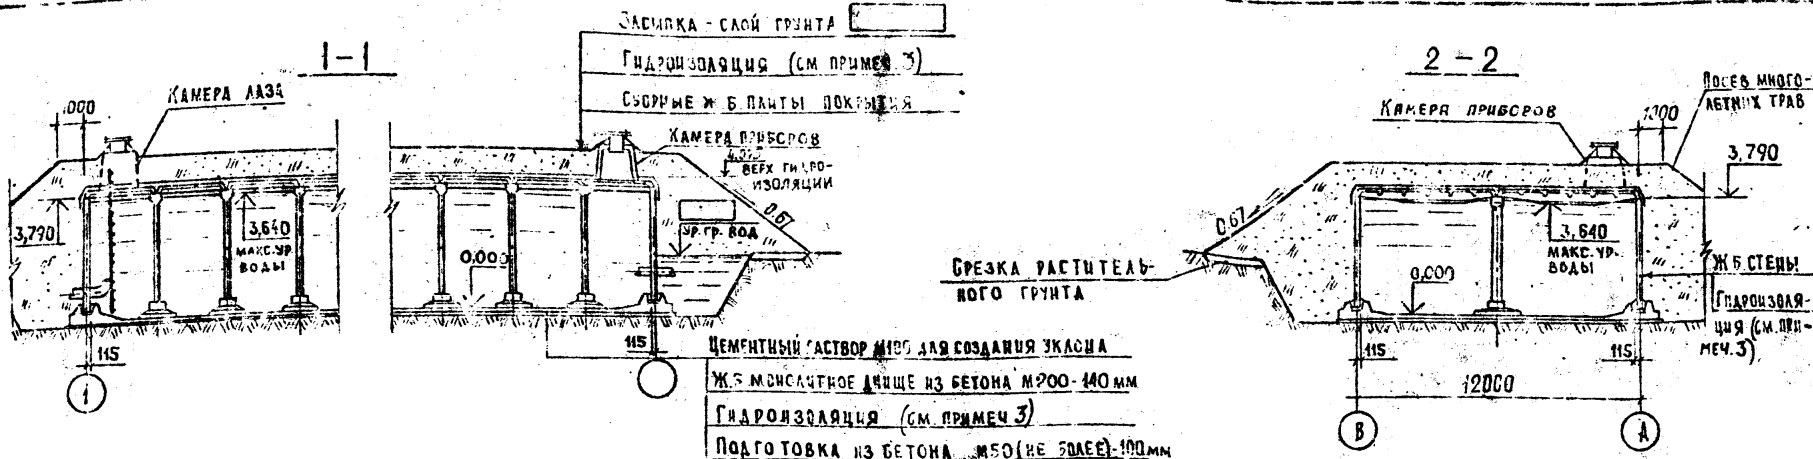 1-1
ЗАСЫПКА - СЛОЙ ГРУНТА
ГИДРОИЗОЛЯЦИЯ (СМ ПРИМЕЧ. 3)
СБОРНЫЕ Ж.Б. ПЛИТЫ ПОКРЫТИЯ
КАМЕРА ЛАЗА
1000
КАМЕРА ПРИБОРОВ
ВЕРХ ГИДРО-
ИЗОЛЯЦИИ
0,67
УР. ГР. ВОД
3,790
3,640
МАКС. УР.
ВОДЫ
0,000
115
115
1
ЦЕМЕНТНЫЙ РАСТВОР М100 ДЛЯ СОЗДАНИЯ УКЛОНА
Ж.Б. МОНОЛИТНОЕ ДНИЩЕ ИЗ БЕТОНА М200-140 ММ
ГИДРОИЗОЛЯЦИЯ (СМ. ПРИМЕЧ 3)
ПОДГОТОВКА ИЗ БЕТОНА М50 (НЕ БОЛЕЕ)-100 ММ
2-2
КАМЕРА ПРИБОРОВ
ПОСЕВ МНОГО-
ЛЕТНИХ ТРАВ
1000
3,790
0,67
3,640
МАКС. УР.
ВОДЫ
0,000
СРЕЗКА РАСТИТЕЛЬ-
НОГО ГРУНТА
Ж.Б. СТЕНЫ
ГИДРОИЗОЛЯ-
ЦИЯ (СМ. ПРИ-
МЕЧ. 3)
115
115
12000
В
А